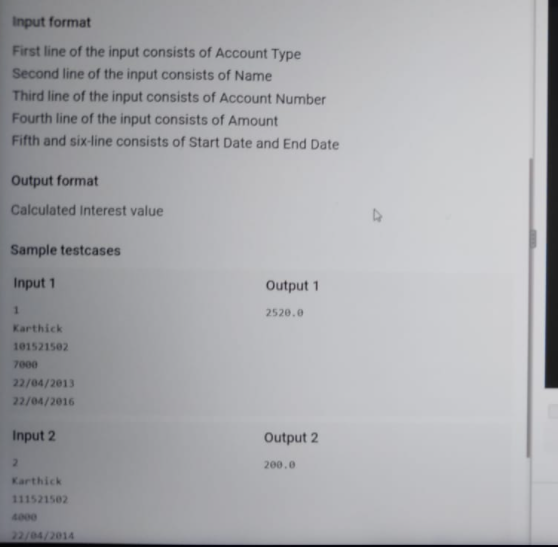 Input format
First line of the input consists of Account Type
Second line of the input consists of Name
Third line of the input consists of Account Number
Fourth line of the input consists of Amount
Fifth and six-line consists of Start Date and End Date
Output format
Calculated Interest value
Sample testcases
Input 1
1
Karthick
101521502
7000
22/04/2013
22/04/2016
Output 1
2520.0
Input 2
2
Karthick
111521502
4000
22/04/2014
Output 2
200.0